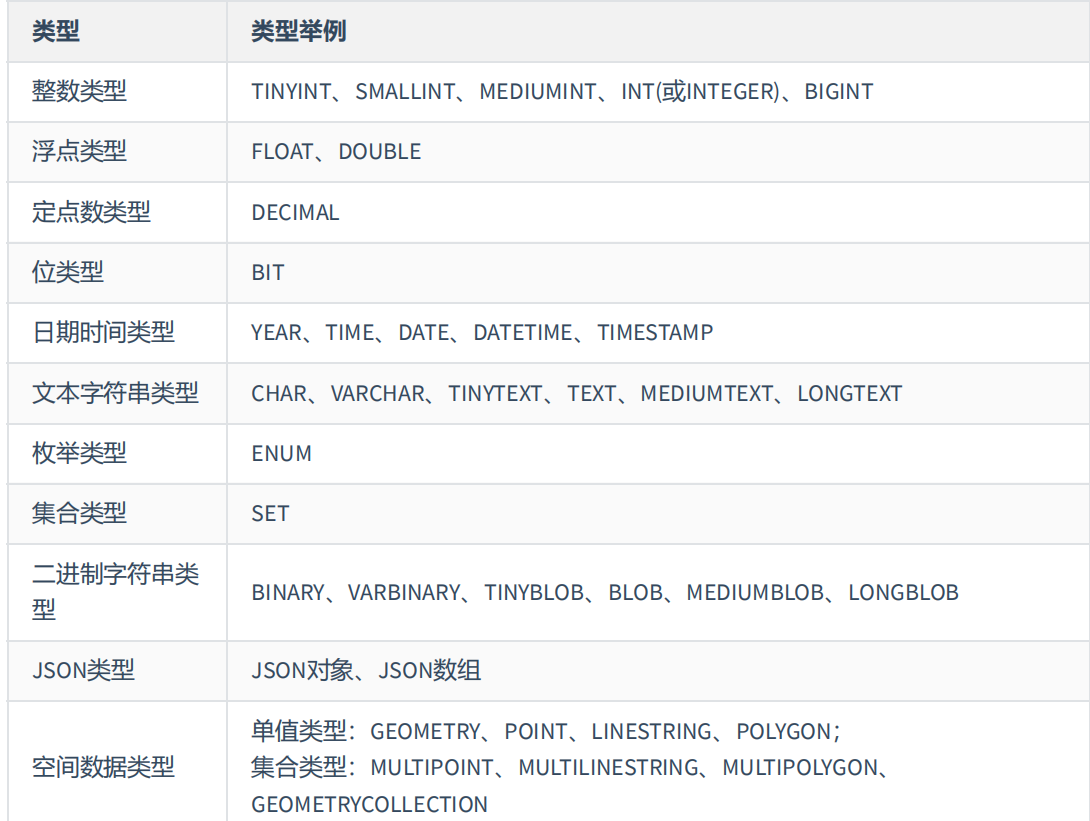 类型 类型举例
整数类型 TINYINT、SMALLINT、MEDIUMINT、INT(或INTEGER)、BIGINT
浮点类型 FLOAT、DOUBLE
定点数类型 DECIMAL
位类型 BIT
日期时间类型 YEAR、TIME、DATE、DATETIME、TIMESTAMP
文本字符串类型 CHAR、VARCHAR、TINYTEXT、TEXT、MEDIUMTEXT、LONGTEXT
枚举类型 ENUM
集合类型 SET
二进制字符串类
型
BINARY、VARBINARY、TINYBLOB、BLOB、MEDIUMBLOB、LONGBLOB
JSON类型 JSON对象、JSON数组
空间数据类型
单值类型：GEOMETRY、POINT、LINESTRING、POLYGON；
集合类型：MULTIPOINT、MULTILINESTRING、MULTIPOLYGON、
GEOMETRYCOLLECTION